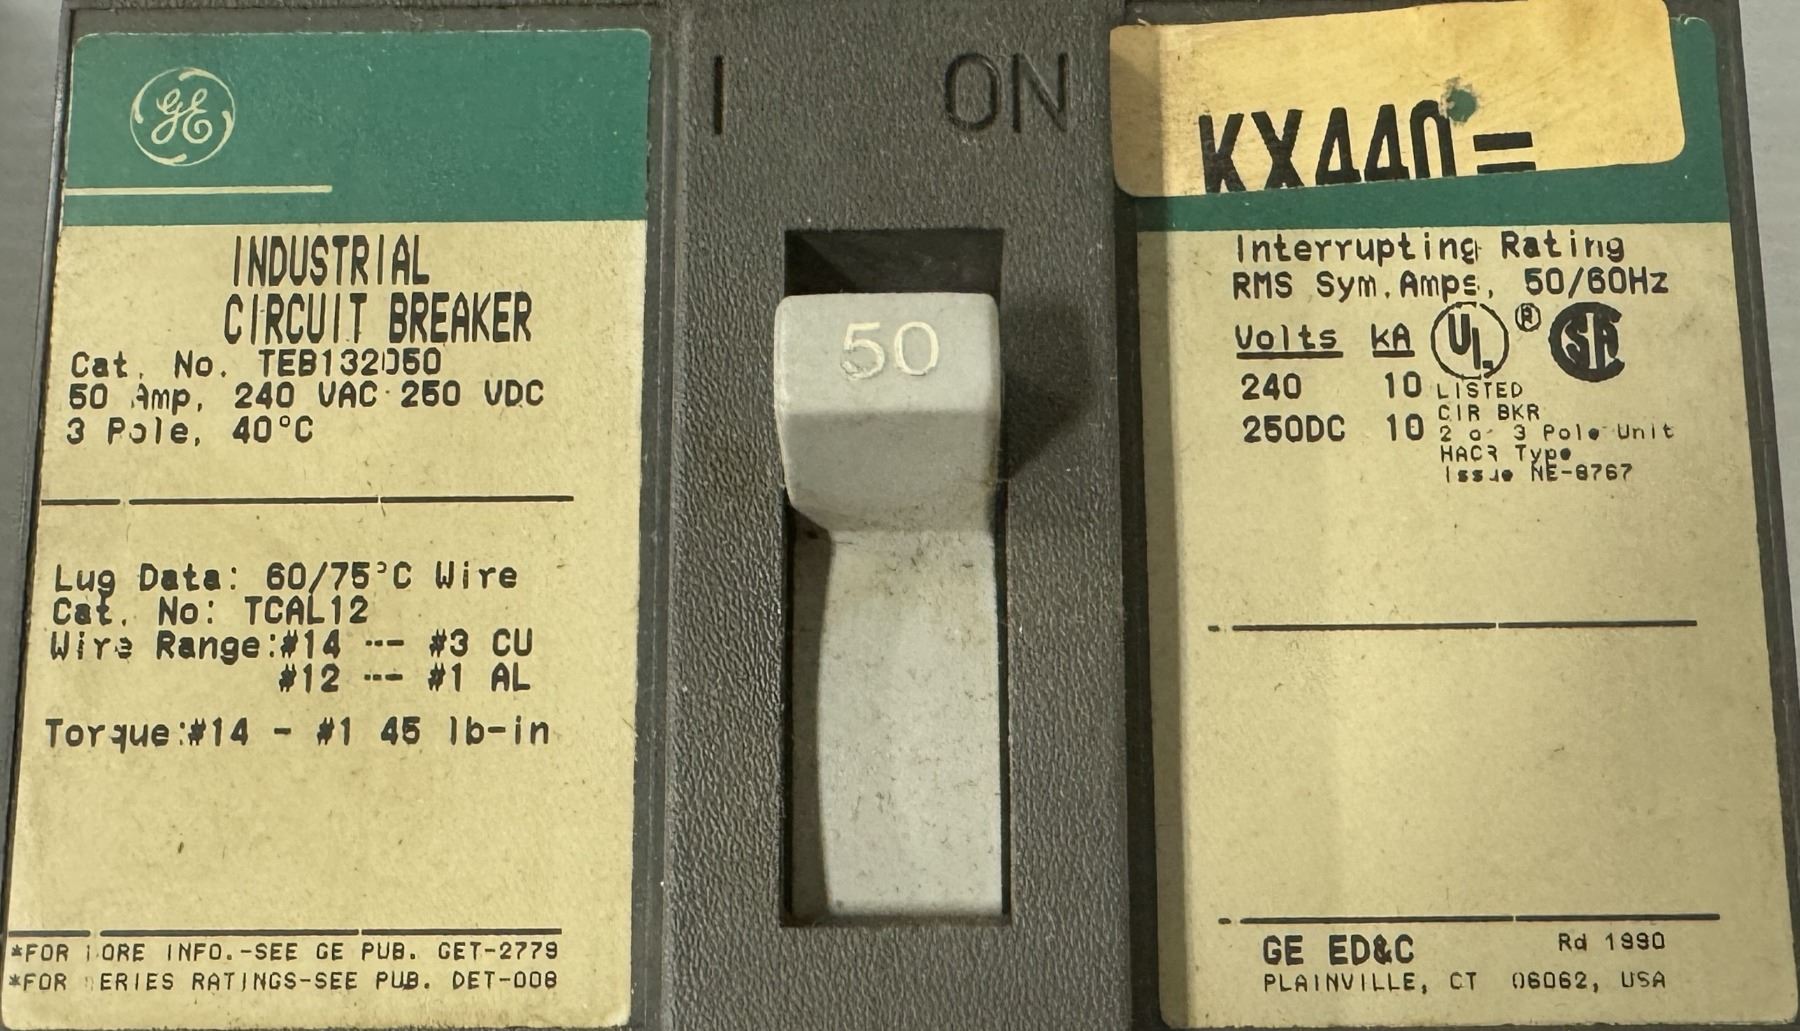 GE
INDUSTRIAL
CIRCUIT BREAKER
Cat. No. TEB132050
50 Amp, 240 VAC 250 VDC
3 Pole, 40°C
Lug Data: 60/75°C Wire
Cat. No: TCAL12
Wire Range:#14 --- #3 CU
#12 --- #1 AL
Torque:#14 - #1 45 lb-in
*FOR MORE INFO.-SEE GE PUB. GET-2779
*FOR SERIES RATINGS-SEE PUB. DET-008
I ON
50
KX440=
Interrupting Rating
RMS Sym. Amps, 50/60Hz
Volts kA
240 10
250DC 10
UL ® SA
LISTED
CIR BKR
2 or 3 Pole Unit
HACR Type
Issue NE-8767
GE ED&C Rd 1990
PLAINVILLE, CT 06062, USA